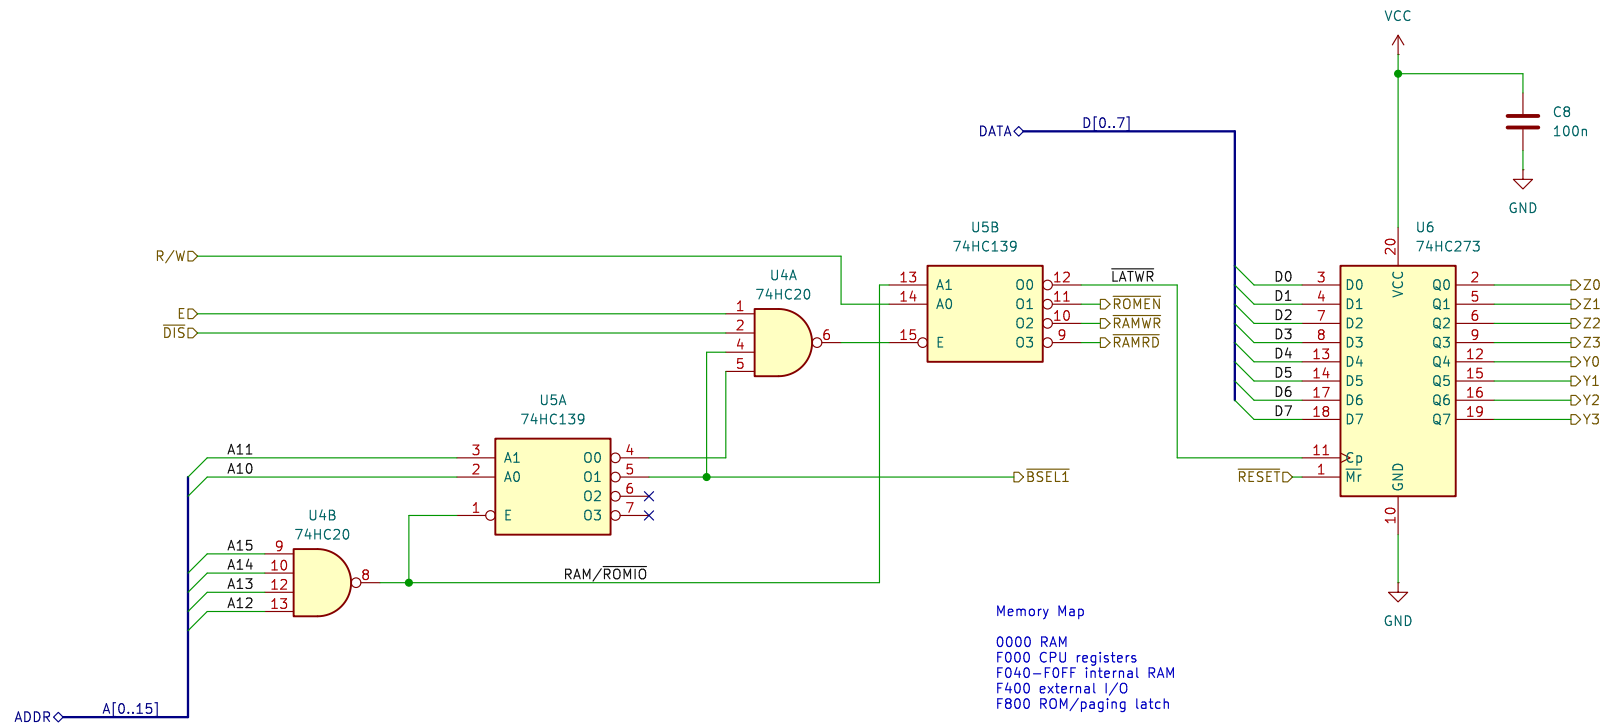 VCC
C8
100n
GND
DATA
D[0..7]
U5B
74HC139
U6
74HC273
R/W
U4A
74HC20
E
DIS
1
2
4
5
6
13
14
15
A1
A0
E
O0
O1
O2
O3
12
11
10
9
LATWR
ROMEN
RAMWR
RAMRD
20
VCC
D0
D1
D2
D3
D4
D5
D6
D7
3
4
7
8
13
14
17
18
D0
D1
D2
D3
D4
D5
D6
D7
Q0
Q1
Q2
Q3
Q4
Q5
Q6
Q7
2
5
6
9
12
15
16
19
Z0
Z1
Z2
Z3
Y0
Y1
Y2
Y3
11
Cp
RESET
1
Mr
GND
10
GND
U5A
74HC139
A11
A10
3
2
1
A1
A0
E
O0
O1
O2
O3
4
5
6
7
BSEL1
U4B
74HC20
A15
A14
A13
A12
9
10
12
13
8
RAM/ROMIO
ADDR
A[0..15]
Memory Map
0000 RAM
F000 CPU registers
F040-F0FF internal RAM
F400 external I/O
F800 ROM/paging latch